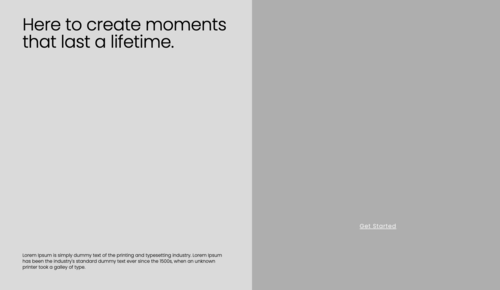 Here to create moments
that last a lifetime.
Lorem Ipsum is simply dummy text of the printing and typesetting industry. Lorem Ipsum
has been the industry's standard dummy text ever since the 1500s, when an unknown
printer took a galley of type.
Get Started